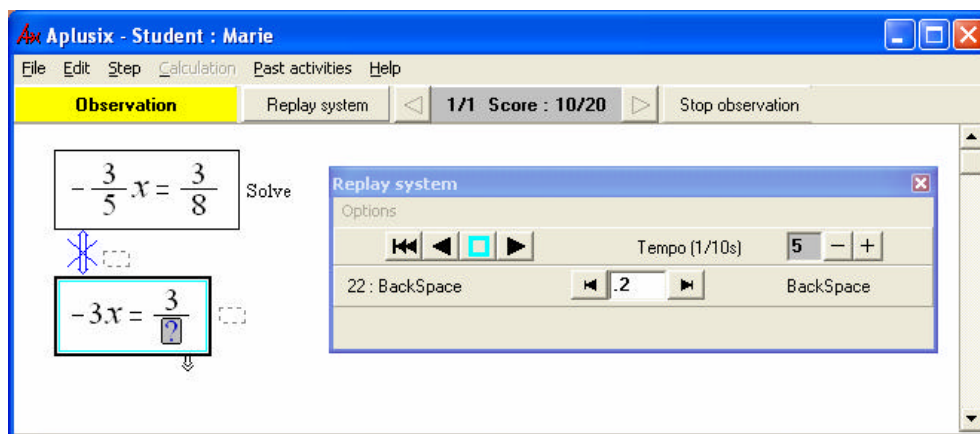 Aplusix - Student : Marie
File Edit Step Calculation Past activities Help
Observation Replay system 1/1 Score : 10/20 Stop observation
-3/5 x = 3/8 Solve
Replay system
Options
Tempo (1/10s) 5 - +
22 : BackSpace .2 BackSpace
-3x = 3/?